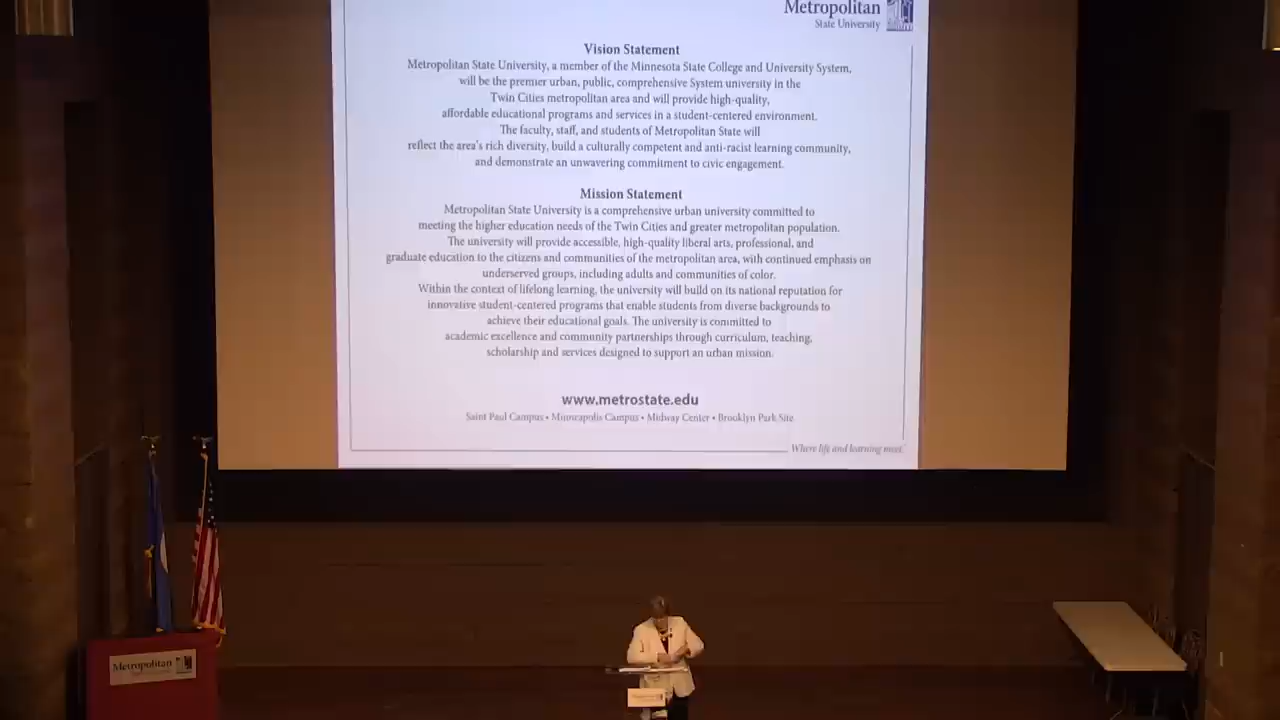 Metropolitan
State University
Vision Statement
Metropolitan State University, a member of the Minnesota State College and University System,
will be the premier urban, public, comprehensive System university in the
Twin Cities metropolitan area and will provide high-quality,
affordable educational programs and services in a student-centered environment.
The faculty, staff, and students of Metropolitan State will
reflect the area's rich diversity, build a culturally competent and anti-racist learning community,
and demonstrate an unwavering commitment to civic engagement.
Mission Statement
Metropolitan State University is a comprehensive urban university committed to
meeting the higher education needs of the Twin Cities and greater metropolitan population.
The university will provide accessible, high-quality liberal arts, professional, and
graduate education to the citizens and communities of the metropolitan area, with continued emphasis on
underserved groups, including adults and communities of color.
Within the context of lifelong learning, the university will build on its national reputation for
innovative student-centered programs that enable students from diverse backgrounds to
achieve their educational goals. The university is committed to
academic excellence and community partnerships through curriculum, teaching,
scholarship and services designed to support an urban mission.
www.metrostate.edu
Saint Paul Campus • Minneapolis Campus • Midway Center • Brooklyn Park Site
Where life and learning meet.
Metropolitan